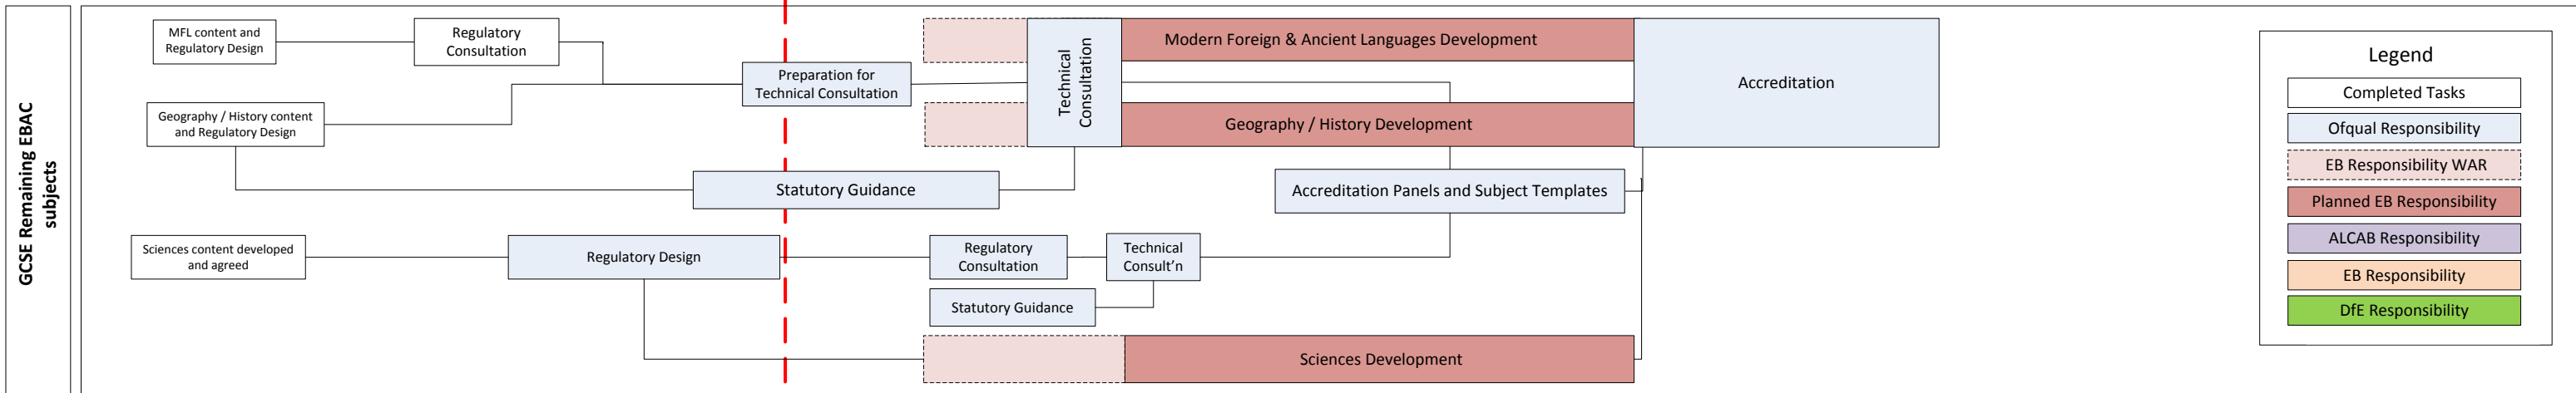 GCSE Remaining EBAC
subjects
MFL content and
Regulatory Design
Regulatory
Consultation
Geography / History content
and Regulatory Design
Preparation for
Technical Consultation
Technical
Consultation
Modern Foreign & Ancient Languages Development
Geography / History Development
Accreditation
Statutory Guidance
Accreditation Panels and Subject Templates
Sciences content developed
and agreed
Regulatory Design
Regulatory
Consultation
Technical
Consult'n
Statutory Guidance
Sciences Development
Legend
Completed Tasks
Ofqual Responsibility
EB Responsibility WAR
Planned EB Responsibility
ALCAB Responsibility
EB Responsibility
DfE Responsibility